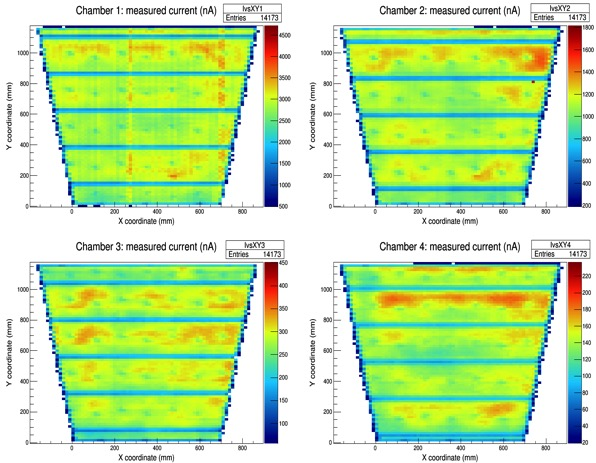 Chamber 1: measured current (nA)
IvsXY1
Entries 14173
Y coordinate (mm)
1000
800
600
400
200
0
0 200 400 600 800
X coordinate (mm)
4500
4000
3500
3000
2500
2000
1500
1000
500
Chamber 2: measured current (nA)
IvsXY2
Entries 14173
Y coordinate (mm)
1000
800
600
400
200
0
0 200 400 600 800
X coordinate (mm)
1800
1600
1400
1200
1000
800
600
400
200
Chamber 3: measured current (nA)
IvsXY3
Entries 14173
Y coordinate (mm)
1000
800
600
400
200
0
0 200 400 600 800
X coordinate (mm)
450
400
350
300
250
200
150
100
50
Chamber 4: measured current (nA)
IvsXY4
Entries 14173
Y coordinate (mm)
1000
800
600
400
200
0
0 200 400 600 800
X coordinate (mm)
220
200
180
160
140
120
100
80
60
40
20